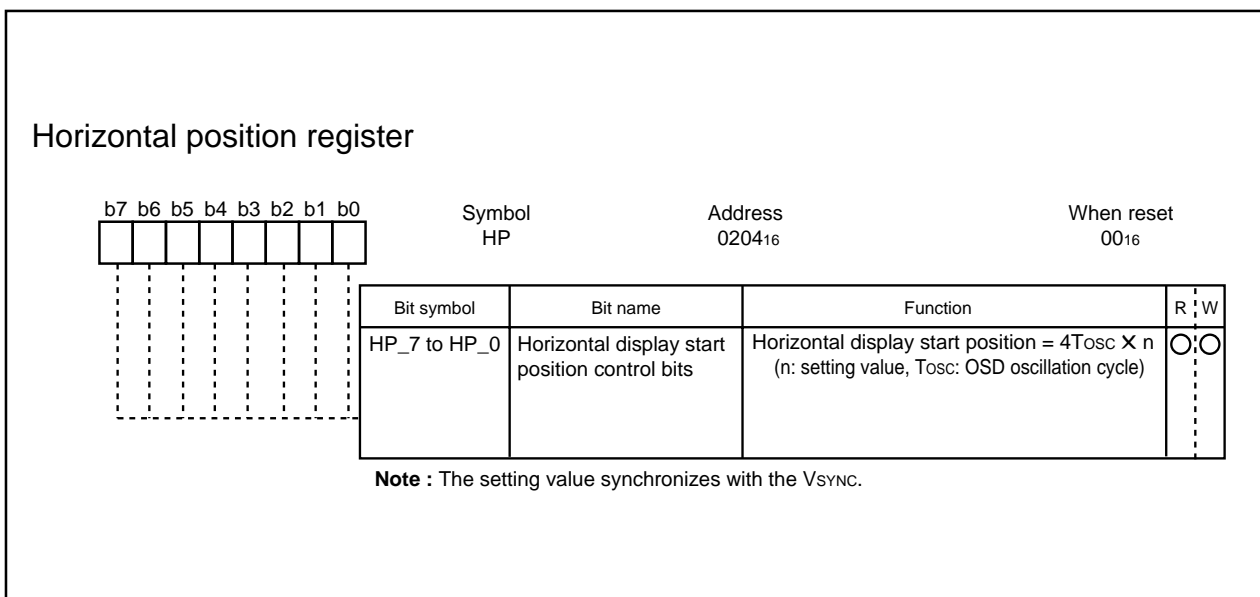 Horizontal position register
b7 b6 b5 b4 b3 b2 b1 b0
Symbol Address When reset
HP 020416 0016
Bit symbol Bit name Function R W
HP_7 to HP_0 Horizontal display start Horizontal display start position = 4TOSC X n
position control bits (n: setting value, TOSC: OSD oscillation cycle)
Note : The setting value synchronizes with the VSYNC.